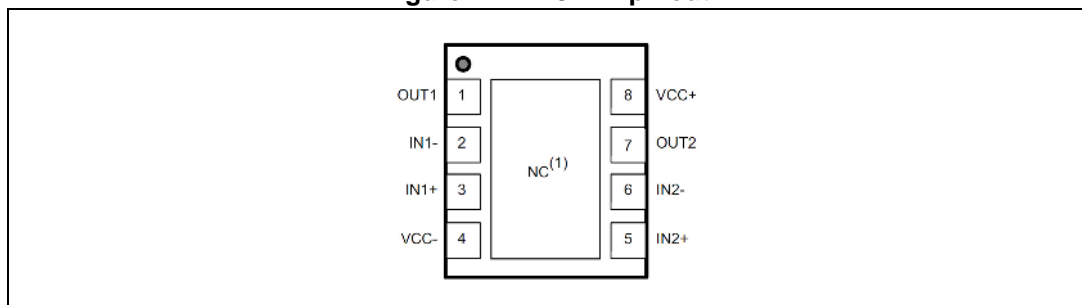 OUT1 1 8 VCC+
IN1- 2 7 OUT2
NC(1)
IN1+ 3 6 IN2-
VCC- 4 5 IN2+